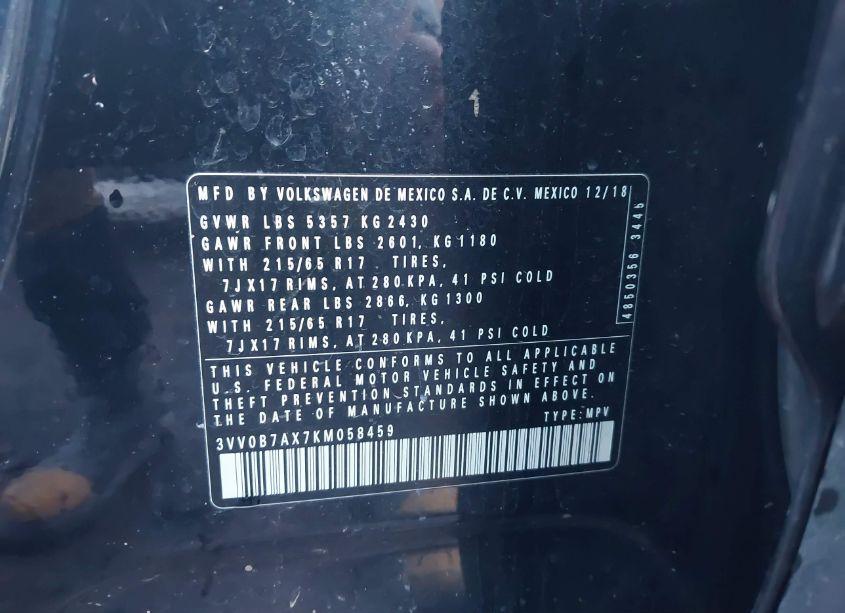 MFD BY VOLKSWAGEN DE MEXICO S.A. DE C.V. MEXICO 12/18
GVWR LBS 5357 KG 2430
GAWR FRONT LBS 2601, KG 1180
WITH 215/65 R17 TIRES,
7JX17 RIMS, AT 280 KPA, 41 PSI COLD
GAWR REAR LBS 2866, KG 1300
WITH 215/65 R17 TIRES,
7JX17 RIMS, AT 280 KPA, 41 PSI COLD
4850356 3445
THIS VEHICLE CONFORMS TO ALL APPLICABLE
U.S. FEDERAL MOTOR VEHICLE SAFETY AND
THEFT PREVENTION STANDARDS IN EFFECT ON
THE DATE OF MANUFACTURE SHOWN ABOVE.
3VV0B7AX7KM058459 TYPE: MPV